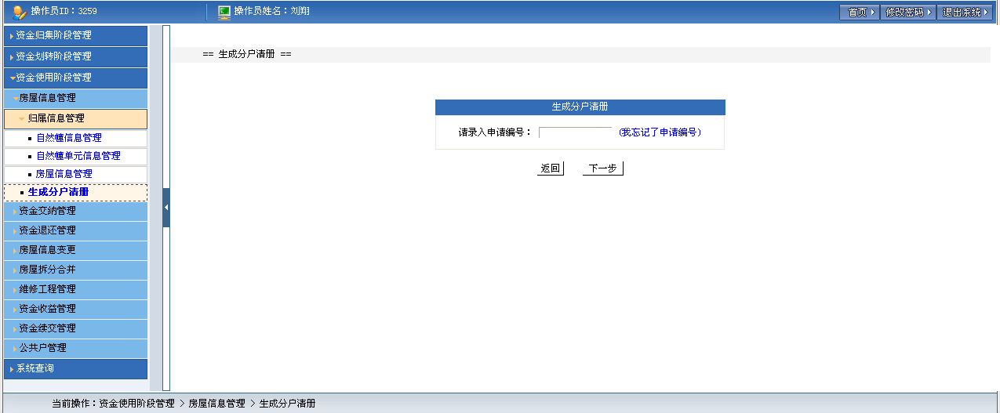 操作员ID：3259 操作员姓名：刘翔 首页 修改密码 退出系统
资金归集阶段管理
资金划转阶段管理
资金使用阶段管理
房屋信息管理
归属信息管理
自然幢信息管理
自然幢单元信息管理
房屋信息管理
生成分户清册
资金交纳管理
资金退还管理
房屋信息变更
房屋拆分合并
维修工程管理
资金收益管理
资金续交管理
公共户管理
系统查询
== 生成分户清册 ==
生成分户清册
请录入申请编号： (我忘记了申请编号)
返回 下一步
当前操作：资金使用阶段管理 > 房屋信息管理 > 生成分户清册